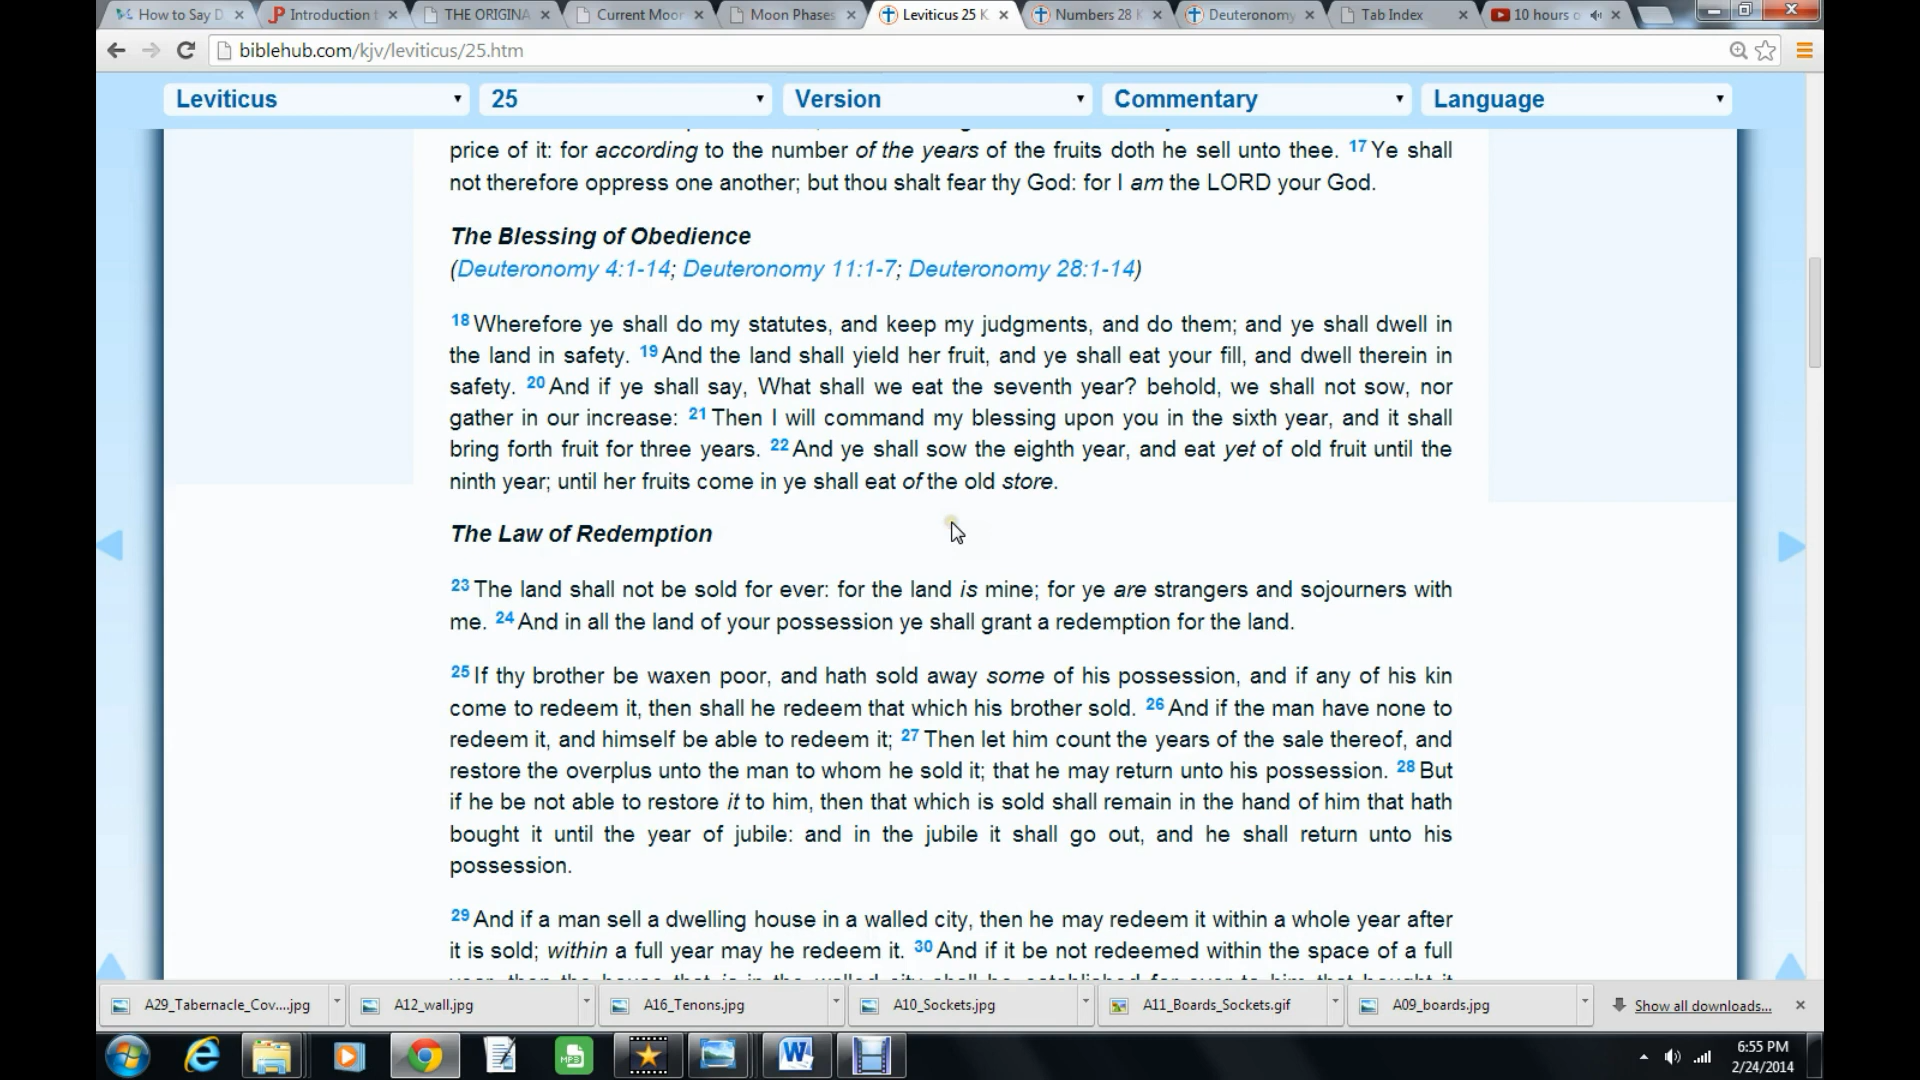 How to Say D
Introduction t
THE ORIGINA
Current Moor
Moon Phases
Leviticus 25 K
Numbers 28 K
Deuteronomy
Tab Index
10 hours o
biblehub.com/kjv/leviticus/25.htm
Leviticus
25
Version
Commentary
Language
price of it: for according to the number of the years of the fruits doth he sell unto thee. 17 Ye shall
not therefore oppress one another; but thou shalt fear thy God: for I am the LORD your God.
The Blessing of Obedience
(Deuteronomy 4:1-14; Deuteronomy 11:1-7; Deuteronomy 28:1-14)
18 Wherefore ye shall do my statutes, and keep my judgments, and do them; and ye shall dwell in
the land in safety. 19 And the land shall yield her fruit, and ye shall eat your fill, and dwell therein in
safety. 20 And if ye shall say, What shall we eat the seventh year? behold, we shall not sow, nor
gather in our increase: 21 Then I will command my blessing upon you in the sixth year, and it shall
bring forth fruit for three years. 22 And ye shall sow the eighth year, and eat yet of old fruit until the
ninth year; until her fruits come in ye shall eat of the old store.
The Law of Redemption
23 The land shall not be sold for ever: for the land is mine; for ye are strangers and sojourners with
me. 24 And in all the land of your possession ye shall grant a redemption for the land.
25 If thy brother be waxen poor, and hath sold away some of his possession, and if any of his kin
come to redeem it, then shall he redeem that which his brother sold. 26 And if the man have none to
redeem it, and himself be able to redeem it; 27 Then let him count the years of the sale thereof, and
restore the overplus unto the man to whom he sold it; that he may return unto his possession. 28 But
if he be not able to restore it to him, then that which is sold shall remain in the hand of him that hath
bought it until the year of jubile: and in the jubile it shall go out, and he shall return unto his
possession.
29 And if a man sell a dwelling house in a walled city, then he may redeem it within a whole year after
it is sold; within a full year may he redeem it. 30 And if it be not redeemed within the space of a full
year, then the house that is in the walled city shall be established for ever to him that bought it
A29_Tabernacle_Cov....jpg
A12_wall.jpg
A16_Tenons.jpg
A10_Sockets.jpg
A11_Boards_Sockets.gif
A09_boards.jpg
Show all downloads...
MP3
6:55 PM
2/24/2014